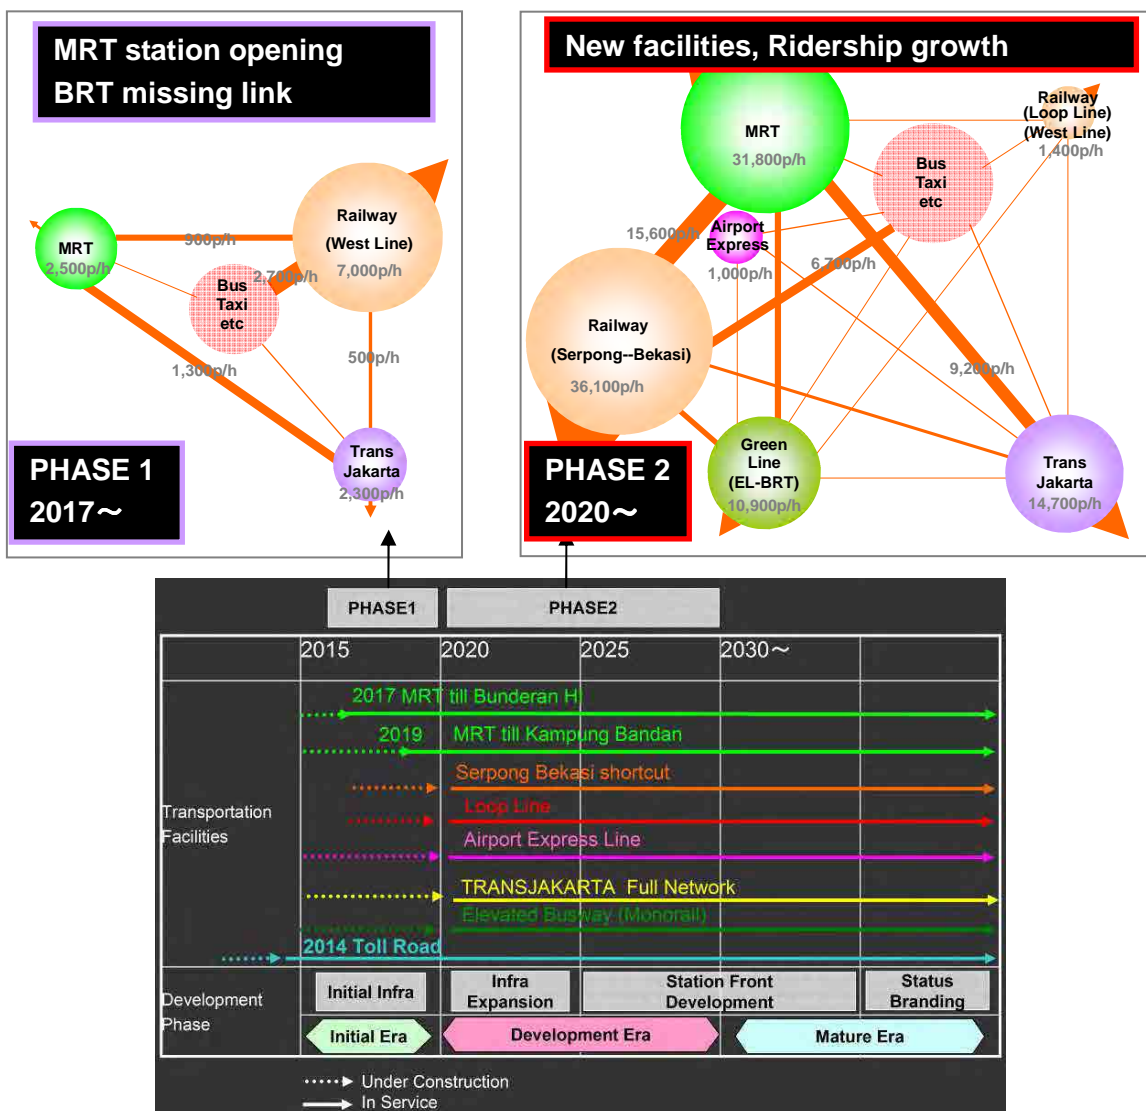 MRT station opening
BRT missing link
Railway
(West Line)
7,000p/h
MRT
2,500p/h
900p/h
2,700p/h
Bus
Taxi
etc
500p/h
1,300p/h
Trans
Jakarta
2,300p/h
PHASE 1
2017～
New facilities, Ridership growth
MRT
31,800p/h
Railway
(Loop Line)
(West Line)
1,400p/h
Bus
Taxi
etc
Airport
Express
1,000p/h
15,600p/h
6,700p/h
Railway
(Serpong--Bekasi)
36,100p/h
9,200p/h
Green
Line
(EL-BRT)
10,900p/h
Trans
Jakarta
14,700p/h
PHASE 2
2020～
PHASE1
PHASE2
2015
2020
2025
2030～
Transportation
Facilities
2017 MRT till Bunderan HI
2019 MRT till Kampung Bandan
Serpong Bekasi shortcut
Loop Line
Airport Express Line
TRANSJAKARTA Full Network
Elevated Busway (Monorail)
2014 Toll Road
Development
Phase
Initial Infra
Infra
Expansion
Station Front
Development
Status
Branding
Initial Era
Development Era
Mature Era
Under Construction
In Service